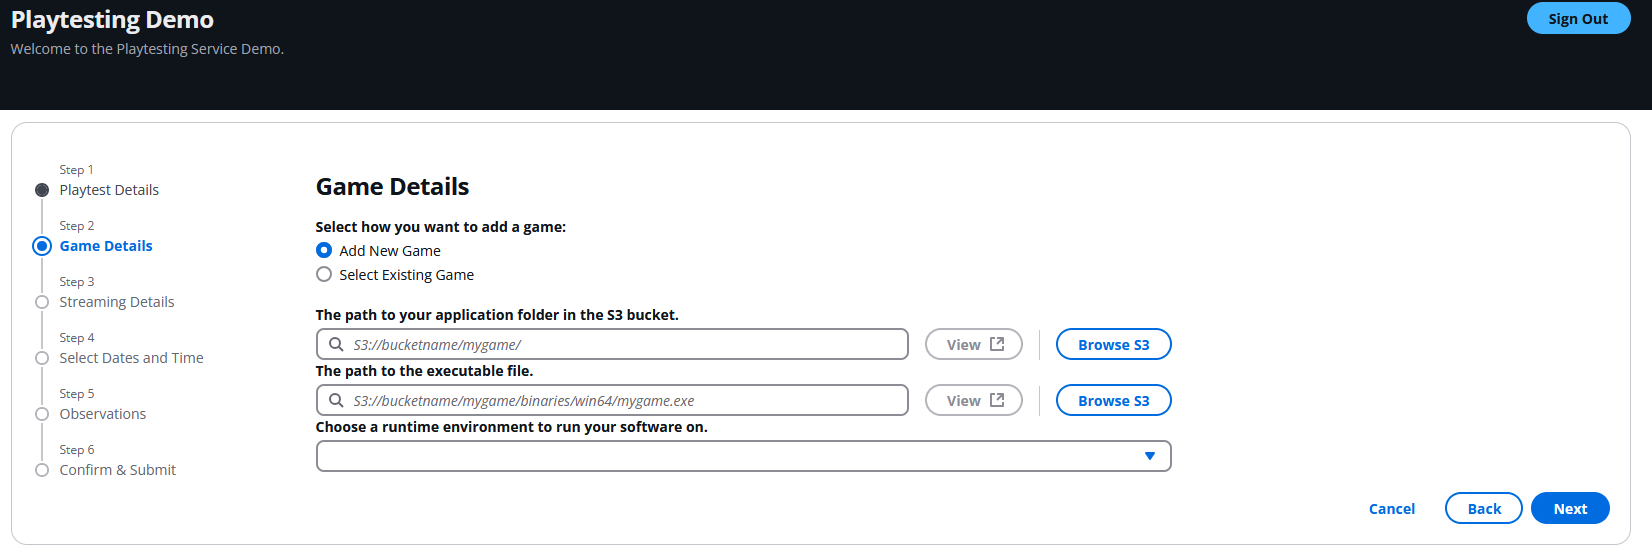 Playtesting Demo
Sign Out
Welcome to the Playtesting Service Demo.
Step 1
Playtest Details
Step 2
Game Details
Step 3
Streaming Details
Step 4
Select Dates and Time
Step 5
Observations
Step 6
Confirm & Submit
Game Details
Select how you want to add a game:
Add New Game
Select Existing Game
The path to your application folder in the S3 bucket.
S3://bucketname/mygame/
View
Browse S3
The path to the executable file.
S3://bucketname/mygame/binaries/win64/mygame.exe
View
Browse S3
Choose a runtime environment to run your software on.
Cancel
Back
Next